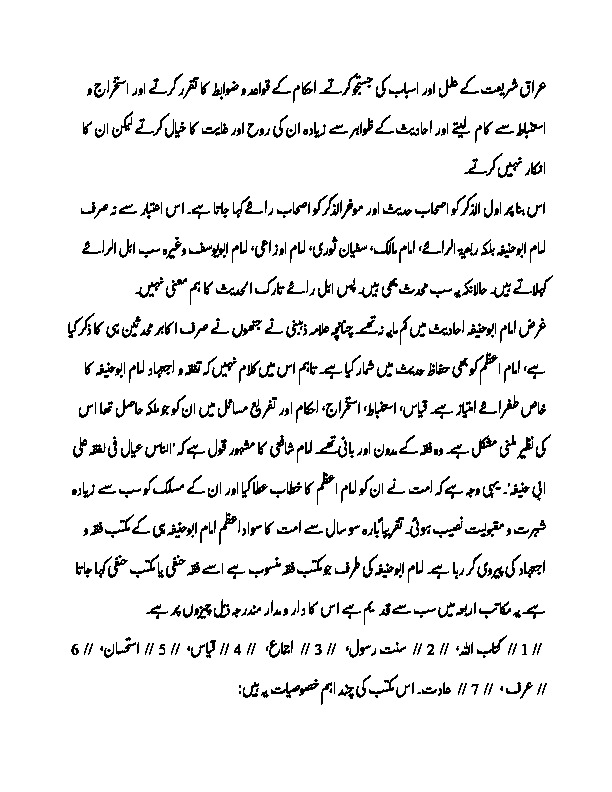 عراق شریعت کے علل اور اسباب کی جستجو کرتے۔ احکام کے قواعد و ضوابط کا تقرر کرتے اور استخراج و
استنباط سے کام لیتے اور احادیث کے ظواہر سے زیادہ ان کی روح اور غایت کا خیال کرتے لیکن ان کا
انکار نہیں کرتے۔
اس بنا پر اول الذکر کو اصحاب حدیث اور موخرالذکر کو اصحاب رائے کہا جاتا ہے۔ اس اعتبار سے نہ صرف
امام ابوحنیفہ بلکہ ربعیۃ الرائے، امام مالک، سفیان ثوری، امام اوزاعی، امام ابویوسف وغیرہ سب اہل الرائے
کہلاتے ہیں۔ حالانکہ یہ سب محدث بھی ہیں۔ پس اہل رائے تارک الحدیث کا ہم معنی نہیں۔
غرض امام ابوحنیفہ احادیث میں کم مایہ نہ تھے۔ چنانچہ علامہ ذہبی نے جنھوں نے صرف اکابر محدثین ہی کا ذکر کیا
ہے، امام اعظم کو بھی حفاظ حدیث میں شمار کیا ہے۔ تاہم اس میں کلام نہیں کہ تفقہ و اجتہاد امام ابوحنیفہ کا
خاص طغرائے امتیاز ہے۔ قیاس، استنباط، استخراج، احکام اور تفریع مسائل میں ان کو جو ملکہ حاصل تھا اس
کی نظیر ملنی مشکل ہے۔ وہ فقہ کے مدون اور بانی تھے۔ امام شافعی کا مشہور قول ہے کہ 'الناس عیال فی الفقہ علی
ابی حنیفہ'۔ یہی وجہ ہے کہ امت نے ان کو امام اعظم کا خطاب عطا کیا اور ان کے مسلک کو سب سے زیادہ
شہرت و مقبولیت نصیب ہوئی۔ تقریباً بارہ سو سال سے امت کا سواد اعظم امام ابوحنیفہ ہی کے مکتب فقہ و
اجتہاد کی پیروی کر رہا ہے۔ امام ابوحنیفہ کی طرف جو مکتب فقہ منسوب ہے اسے فقہ حنفی یا مکتب حنفی کہا جاتا
ہے۔ یہ مکاتب اربعہ میں سب سے قدیم ہے اس کا دار و مدار مندرجہ ذیل چیزوں پر ہے۔
// 1 // کتاب اللہ، // 2 // سنت رسول، // 3 // اجماع، // 4 // قیاس، // 5 // استحسان، // 6
// عرف، // 7 // عادت۔ اس مکتب کی چند اہم خصوصیات یہ ہیں: